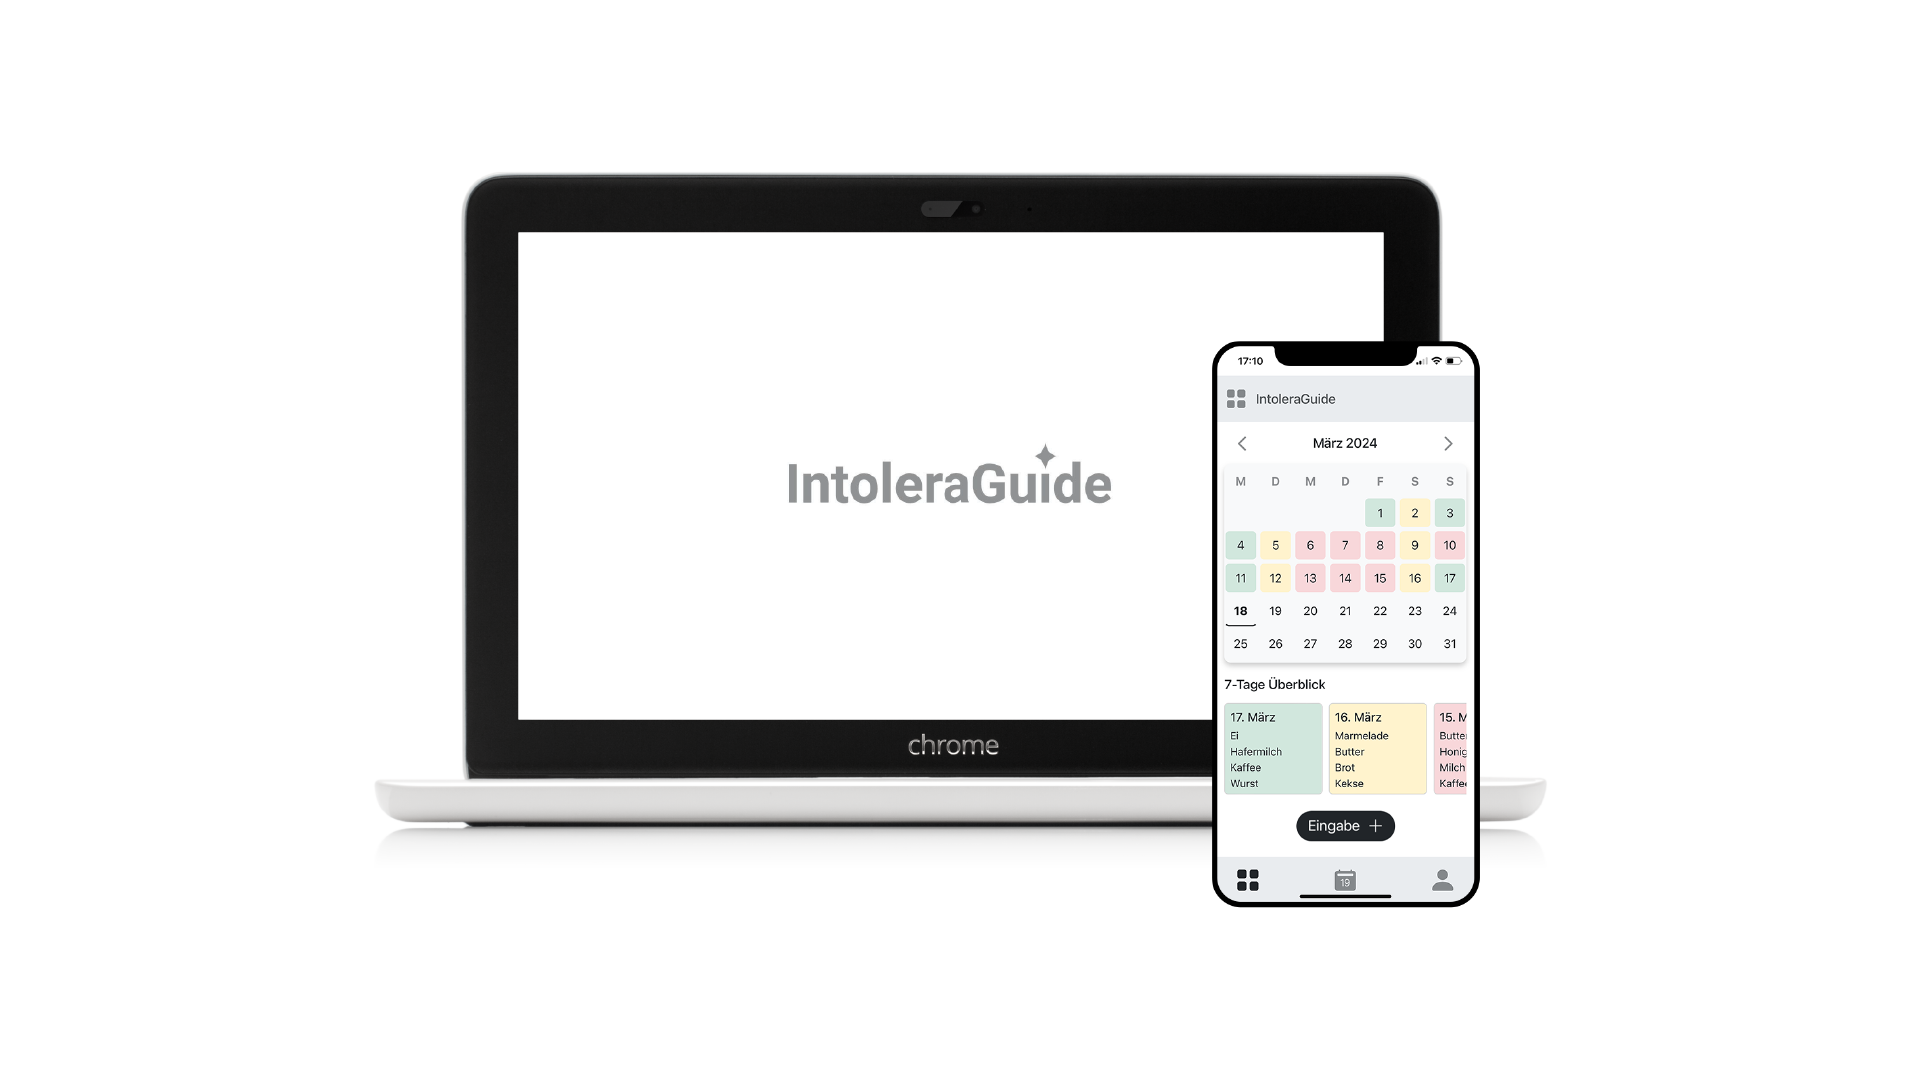 IntoleraGuide
chrome
17:10
IntoleraGuide
März 2024
M D M D F S S
1 2 3
4 5 6 7 8 9 10
11 12 13 14 15 16 17
18 19 20 21 22 23 24
25 26 27 28 29 30 31
7-Tage Überblick
17. März
Ei
Hafermilch
Kaffee
Wurst
16. März
Marmelade
Butter
Brot
Kekse
15. M
Butte
Honig
Milch
Kaffe
Eingabe +
19